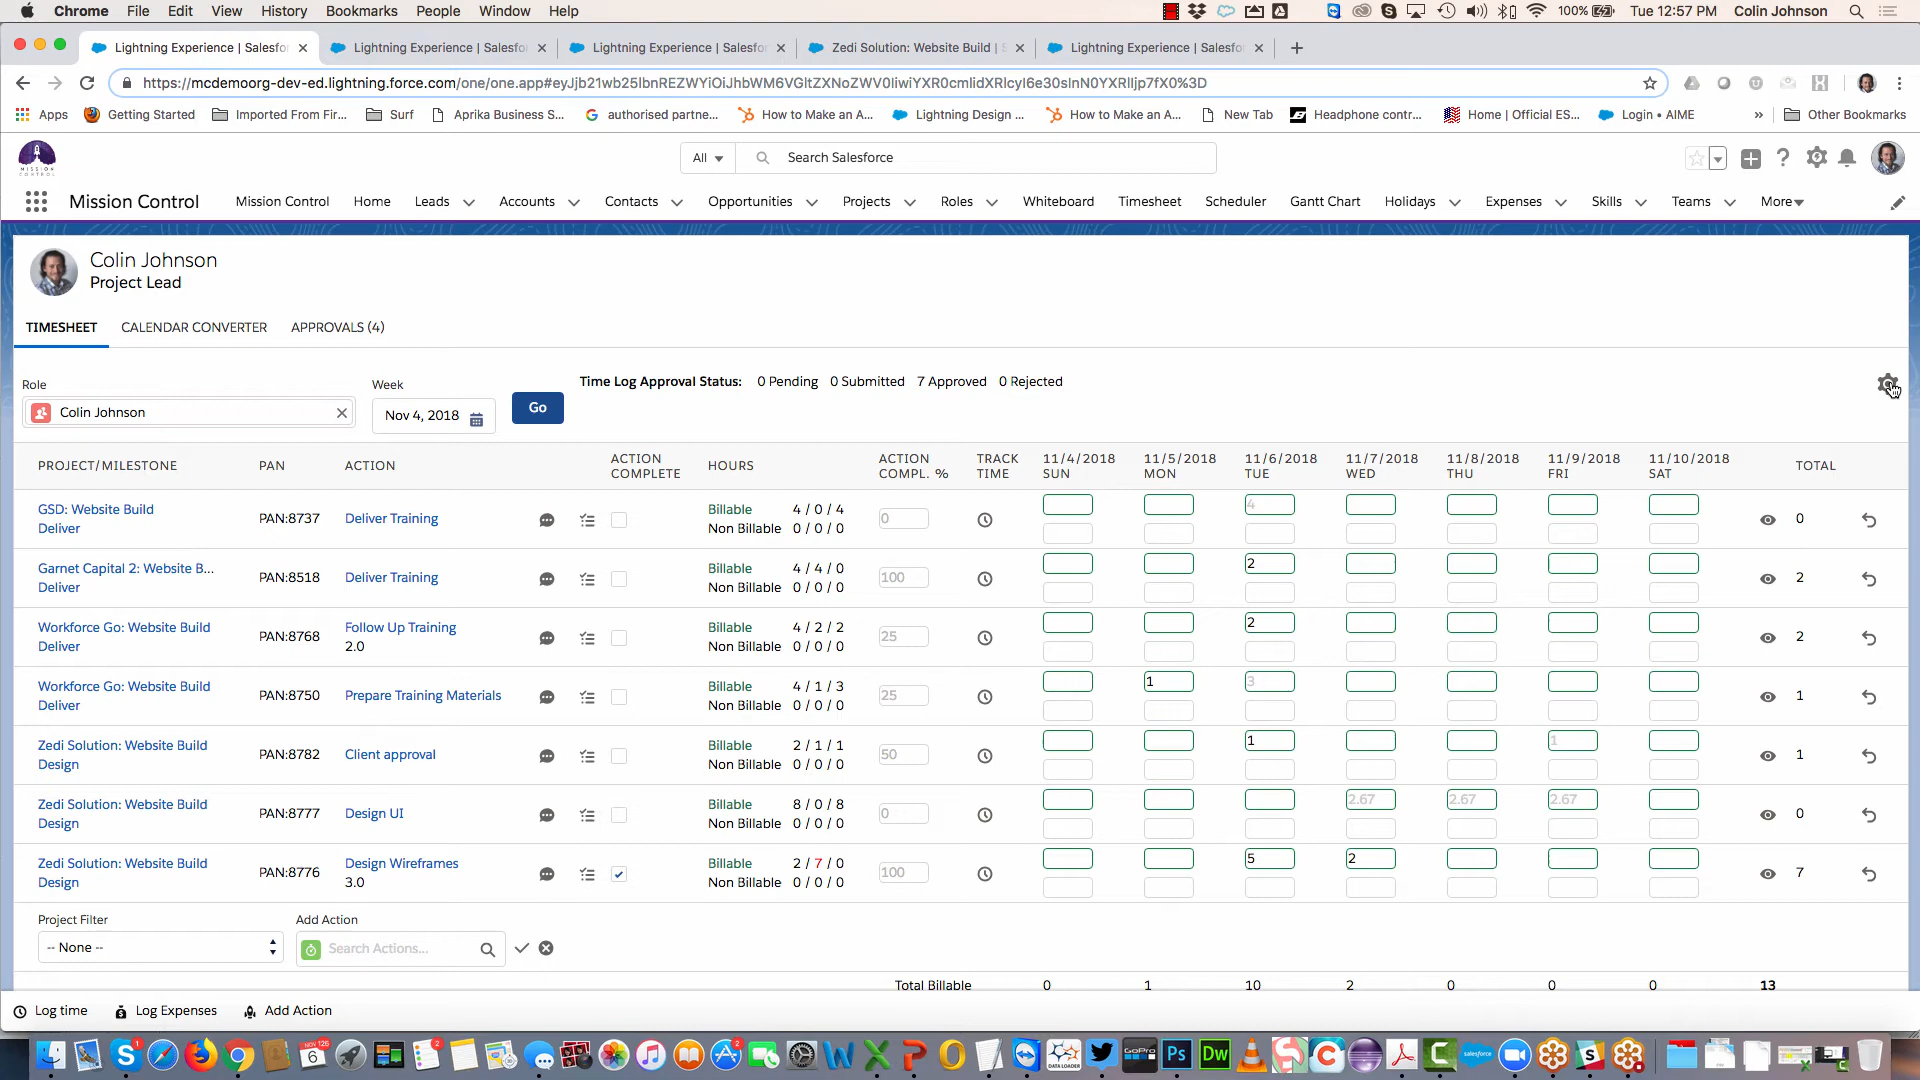 Chrome File Edit View History Bookmarks People Window Help 100% Tue 12:57 PM Colin Johnson
Lightning Experience | Salesfo Lightning Experience | Salesfo Lightning Experience | Salesfo Zedi Solution: Website Build | S Lightning Experience | Salesfo
Apps Getting Started Imported From Fir... Surf Aprika Business S... authorised partne... How to Make an A... Lightning Design ... How to Make an A... New Tab Headphone contr... Home | Official ES... Login • AIME » Other Bookmarks
MISSION CONTROL
All Search Salesforce
Mission Control Mission Control Home Leads Accounts Contacts Opportunities Projects Roles Whiteboard Timesheet Scheduler Gantt Chart Holidays Expenses Skills Teams More
Colin Johnson
Project Lead
TIMESHEET CALENDAR CONVERTER APPROVALS (4)
Role Week Time Log Approval Status: 0 Pending 0 Submitted 7 Approved 0 Rejected
Colin Johnson Nov 4, 2018 Go
PROJECT/MILESTONE PAN ACTION ACTION COMPLETE HOURS ACTION COMPL. % TRACK TIME 11/4/2018 SUN 11/5/2018 MON 11/6/2018 TUE 11/7/2018 WED 11/8/2018 THU 11/9/2018 FRI 11/10/2018 SAT TOTAL
GSD: Website Build Billable 4 / 0 / 4 4
PAN:8737 Deliver Training 0 0
Deliver Non Billable 0 / 0 / 0
Garnet Capital 2: Website B... Billable 4 / 4 / 0 2
PAN:8518 Deliver Training 100 2
Deliver Non Billable 0 / 0 / 0
Workforce Go: Website Build Follow Up Training Billable 4 / 2 / 2 2
PAN:8768 25 2
Deliver 2.0 Non Billable 0 / 0 / 0
Workforce Go: Website Build Billable 4 / 1 / 3 1 3
PAN:8750 Prepare Training Materials 25 1
Deliver Non Billable 0 / 0 / 0
Zedi Solution: Website Build Billable 2 / 1 / 1 1 1
PAN:8782 Client approval 50 1
Design Non Billable 0 / 0 / 0
Zedi Solution: Website Build Billable 8 / 0 / 8 2.67 2.67 2.67
PAN:8777 Design UI 0 0
Design Non Billable 0 / 0 / 0
Zedi Solution: Website Build Design Wireframes Billable 2 / 7 / 0 5 2
PAN:8776 100 7
Design 3.0 Non Billable 0 / 0 / 0
Project Filter Add Action
-- None -- Search Actions...
Total Billable 0 1 10 2 0 0 0 13
Log time Log Expenses Add Action